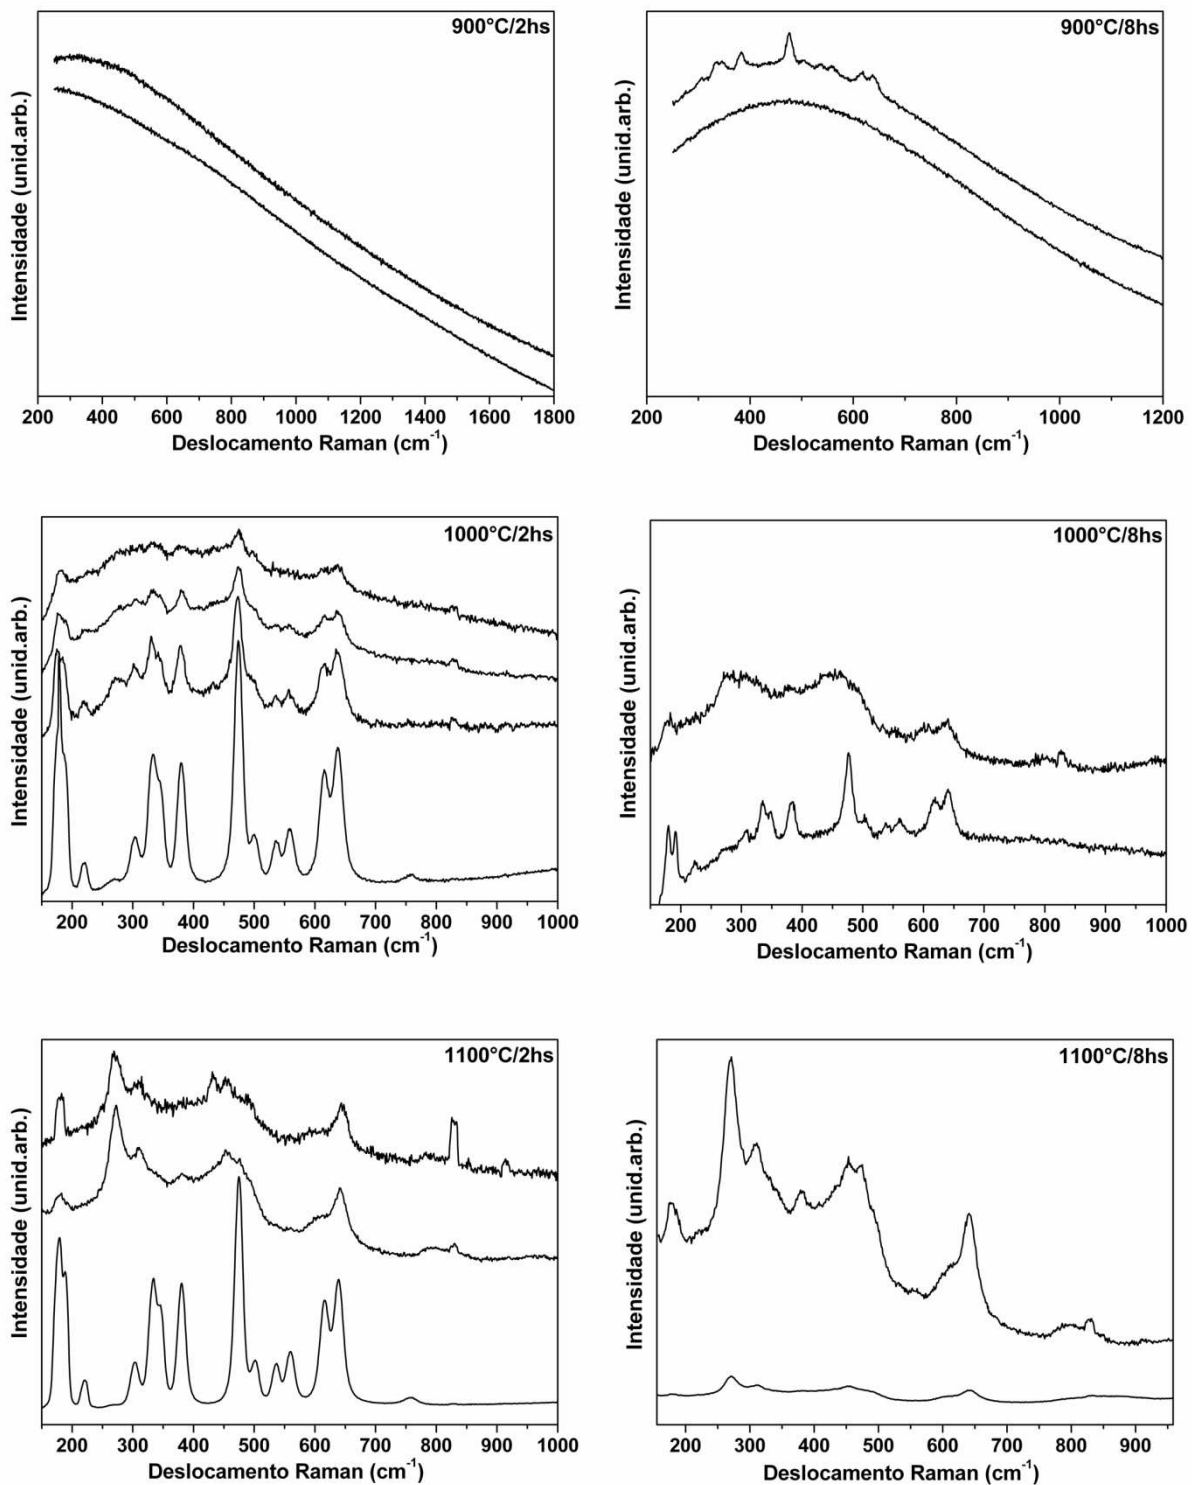 900°C/2hs
Intensidade (unid.arb.)
200 400 600 800 1000 1200 1400 1600 1800
Deslocamento Raman (cm⁻¹)
900°C/8hs
Intensidade (unid.arb.)
200 400 600 800 1000 1200
Deslocamento Raman (cm⁻¹)
1000°C/2hs
Intensidade (unid.arb.)
200 300 400 500 600 700 800 900 1000
Deslocamento Raman (cm⁻¹)
1000°C/8hs
Intensidade (unid.arb.)
200 300 400 500 600 700 800 900 1000
Deslocamento Raman (cm⁻¹)
1100°C/2hs
Intensidade (unid.arb.)
200 300 400 500 600 700 800 900 1000
Deslocamento Raman (cm⁻¹)
1100°C/8hs
Intensidade (unid.arb.)
200 300 400 500 600 700 800 900
Deslocamento Raman (cm⁻¹)